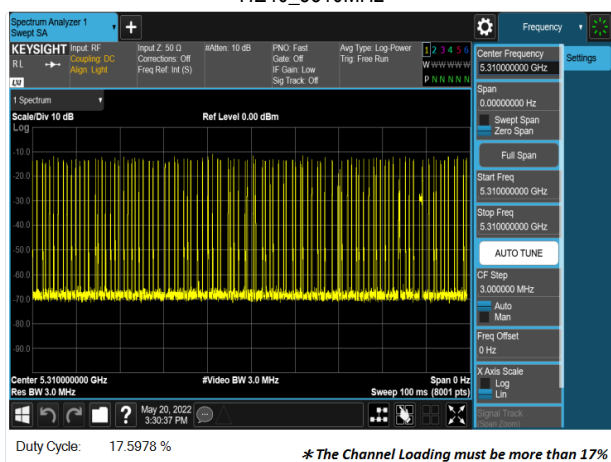 Spectrum Analyzer 1
Swept SA
Frequency
KEYSIGHT
RL
Input: RF
Coupling: DC
Align: Light
Input Z: 50 Ω
Corrections: Off
Freq Ref: Int (S)
#Atten: 10 dB
PNO: Fast
Gate: Off
IF Gain: Low
Sig Track: Off
Avg Type: Log-Power
Trig: Free Run
1 2 3 4 5 6
W W W W W W
P N N N N N
Center Frequency
5.310000000 GHz
Settings
Span
0.00000000 Hz
Swept Span
Zero Span
Full Span
Start Freq
5.310000000 GHz
Stop Freq
5.310000000 GHz
AUTO TUNE
CF Step
3.000000 MHz
Auto
Man
Freq Offset
0 Hz
X Axis Scale
Log
Lin
Signal Track
(Span Zoom)
1 Spectrum
Scale/Div 10 dB
Ref Level 0.00 dBm
Log
-10.0
-20.0
-30.0
-40.0
-50.0
-60.0
-70.0
-80.0
-90.0
Center 5.310000000 GHz
#Video BW 3.0 MHz
Span 0 Hz
Res BW 3.0 MHz
Sweep 100 ms (8001 pts)
?
May 20, 2022
3:30:37 PM
Duty Cycle: 17.5978 %
* The Channel Loading must be more than 17%